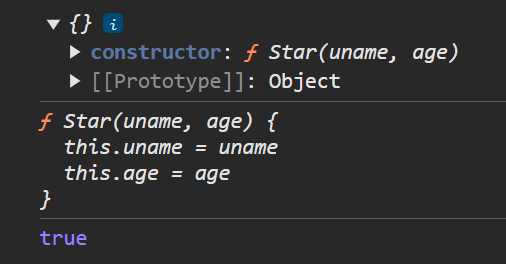 ▼ {} i
▶ constructor: ƒ Star(uname, age)
▶ [[Prototype]]: Object
ƒ Star(uname, age) {
this.uname = uname
this.age = age
}
true